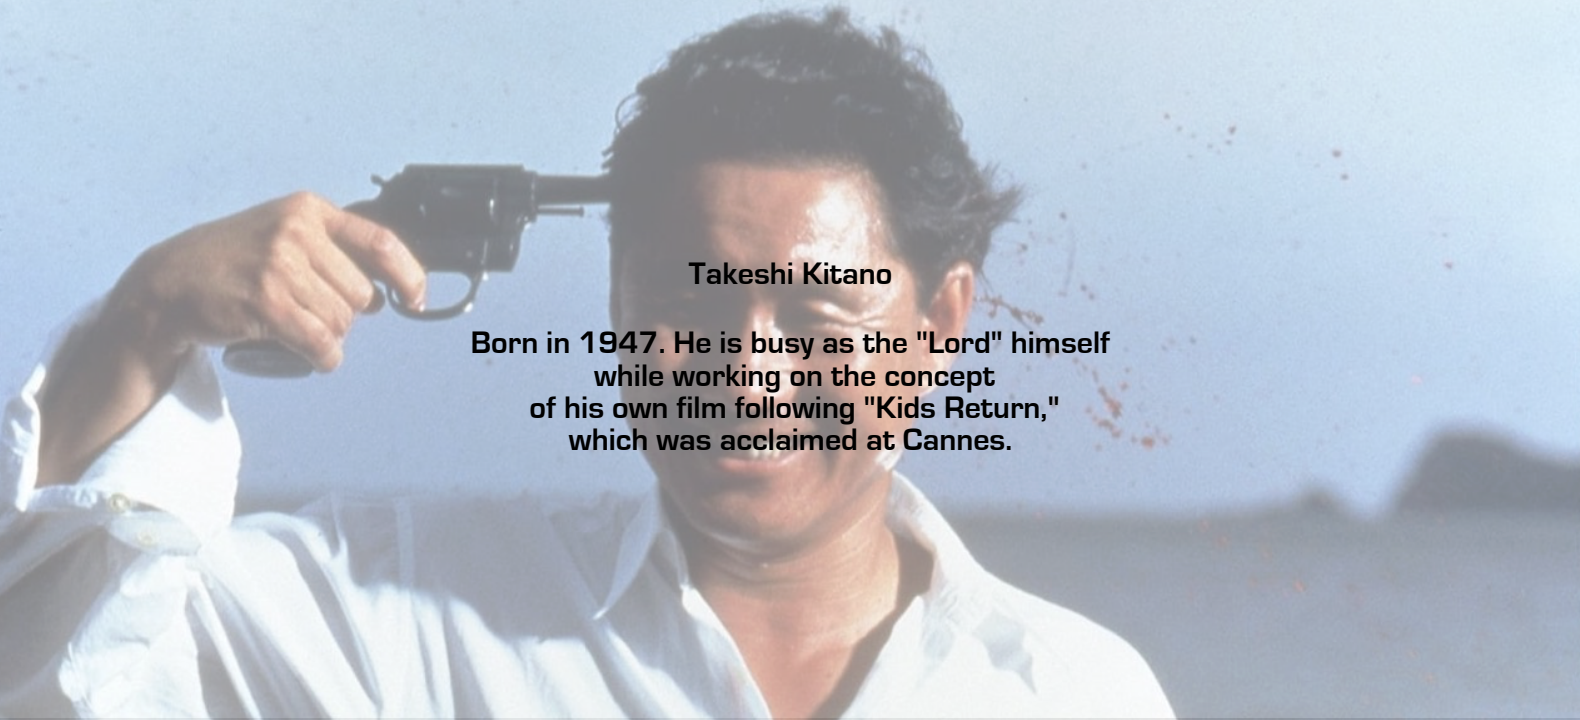 Takeshi Kitano
Born in 1947. He is busy as the "Lord" himself
while working on the concept
of his own film following "Kids Return,"
which was acclaimed at Cannes.